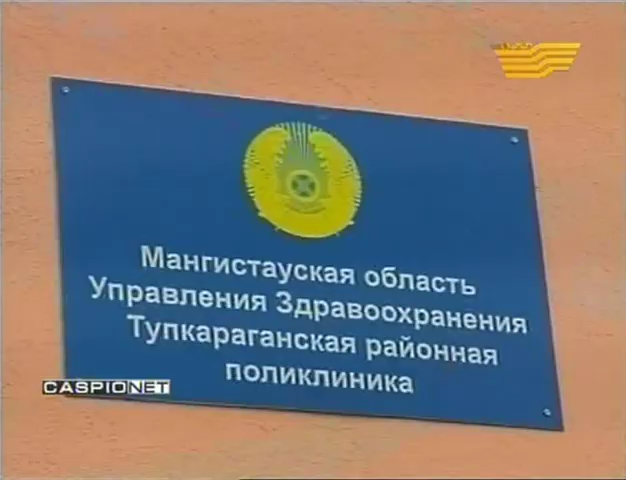 Мангистауская область
Управления Здравоохранения
Тупкараганская районная
поликлиника
CASPIONET